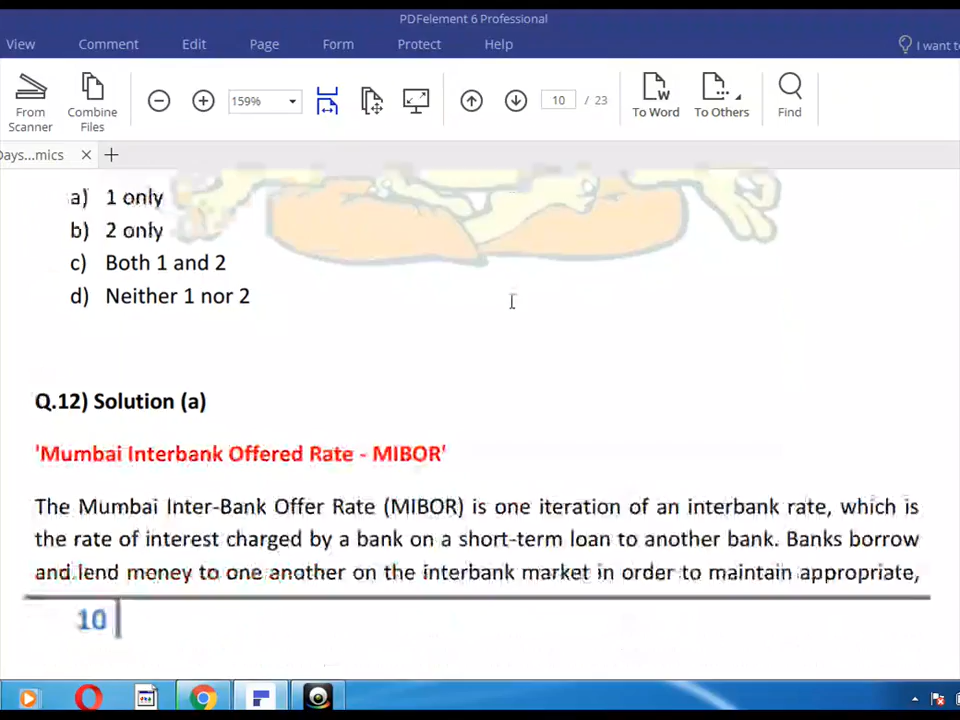 PDFelement 6 Professional
View Comment Edit Page Form Protect Help I want to
From Scanner
Combine Files
159%
10 / 23
To Word
To Others
Find
Days...mics
a) 1 only
b) 2 only
c) Both 1 and 2
d) Neither 1 nor 2
Q.12) Solution (a)
'Mumbai Interbank Offered Rate - MIBOR'
The Mumbai Inter-Bank Offer Rate (MIBOR) is one iteration of an interbank rate, which is
the rate of interest charged by a bank on a short-term loan to another bank. Banks borrow
and lend money to one another on the interbank market in order to maintain appropriate,
10